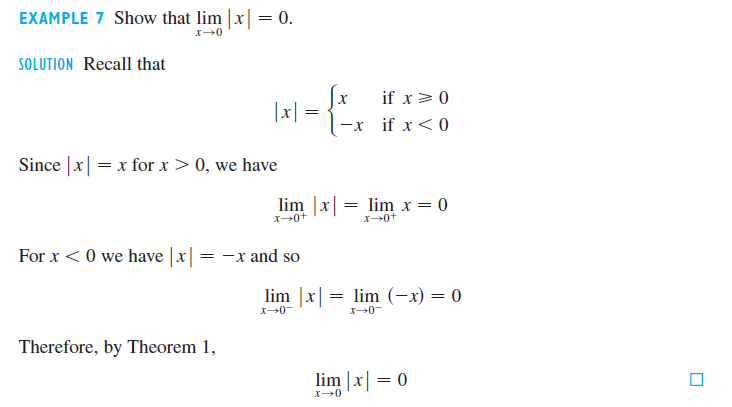 EXAMPLE 7 Show that lim |x| = 0.
x→0
SOLUTION Recall that
|x| = { x if x ⩾ 0
−x if x < 0
Since |x| = x for x > 0, we have
lim |x| = lim x = 0
x→0⁺ x→0⁺
For x < 0 we have |x| = −x and so
lim |x| = lim (−x) = 0
x→0⁻ x→0⁻
Therefore, by Theorem 1,
lim |x| = 0
x→0